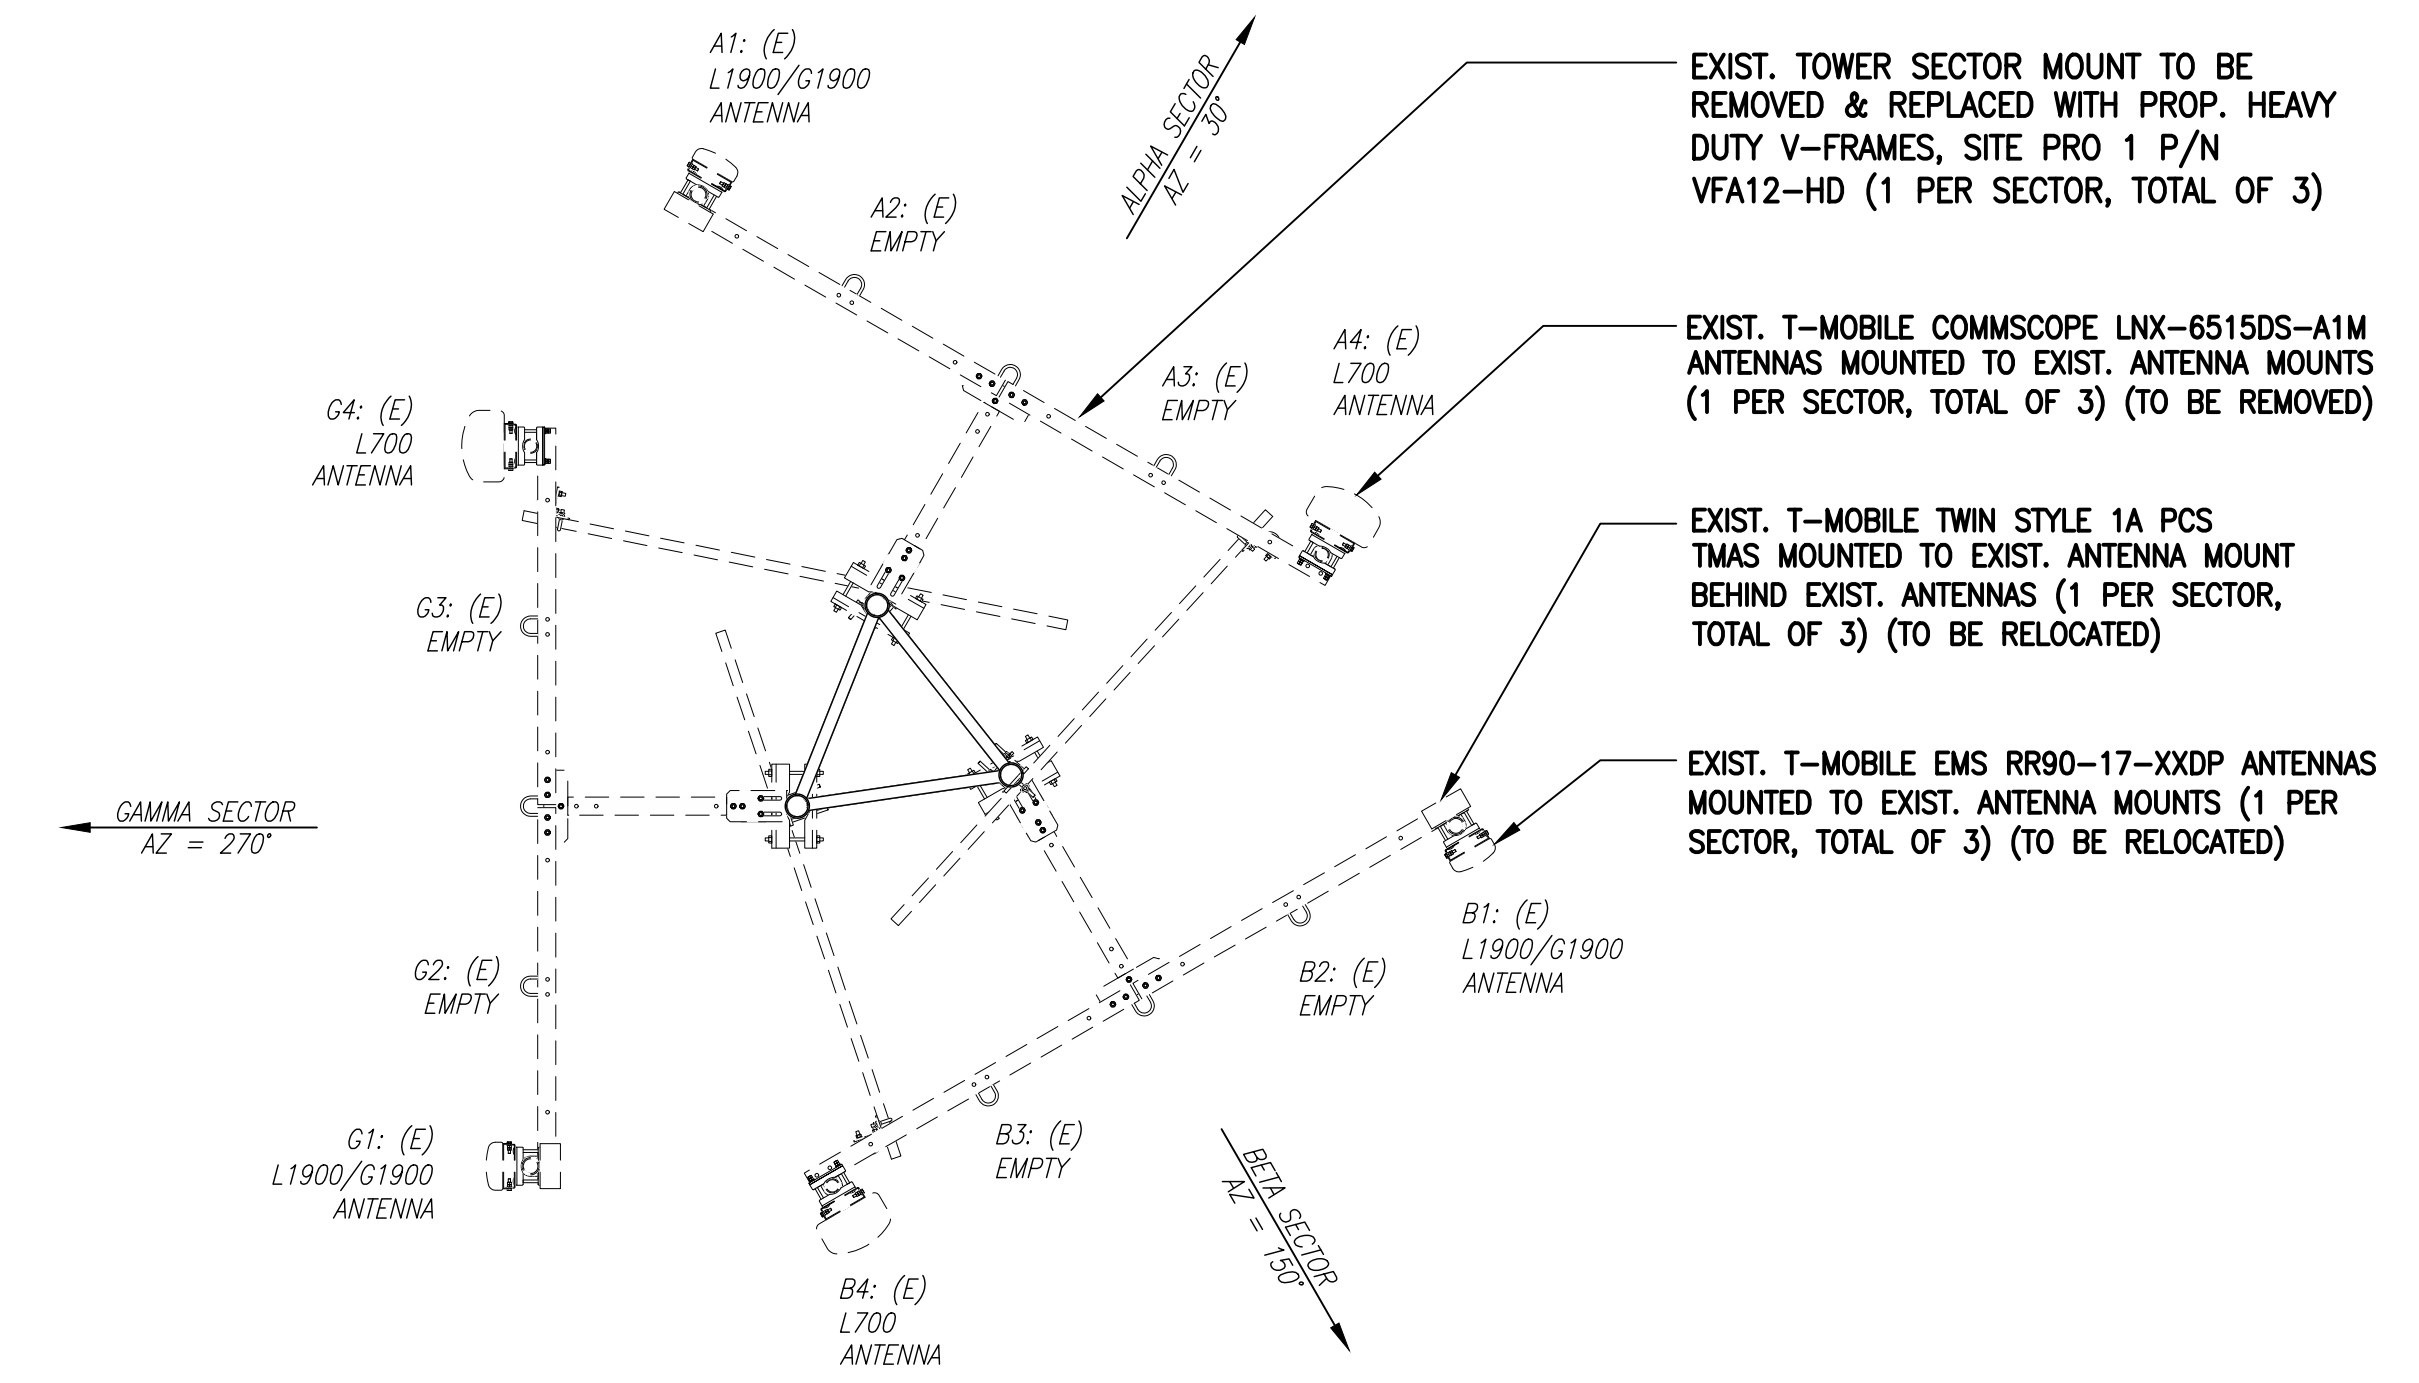 A1: (E)
L1900/G1900
ANTENNA
A2: (E)
EMPTY
ALPHA SECTOR
AZ = 30°
EXIST. TOWER SECTOR MOUNT TO BE
REMOVED & REPLACED WITH PROP. HEAVY
DUTY V-FRAMES, SITE PRO 1 P/N
VFA12-HD (1 PER SECTOR, TOTAL OF 3)
A3: (E)
EMPTY
A4: (E)
L700
ANTENNA
EXIST. T-MOBILE COMMSCOPE LNX-6515DS-A1M
ANTENNAS MOUNTED TO EXIST. ANTENNA MOUNTS
(1 PER SECTOR, TOTAL OF 3) (TO BE REMOVED)
G4: (E)
L700
ANTENNA
EXIST. T-MOBILE TWIN STYLE 1A PCS
TMAS MOUNTED TO EXIST. ANTENNA MOUNT
BEHIND EXIST. ANTENNAS (1 PER SECTOR,
TOTAL OF 3) (TO BE RELOCATED)
G3: (E)
EMPTY
EXIST. T-MOBILE EMS RR90-17-XXDP ANTENNAS
MOUNTED TO EXIST. ANTENNA MOUNTS (1 PER
SECTOR, TOTAL OF 3) (TO BE RELOCATED)
GAMMA SECTOR
AZ = 270°
G2: (E)
EMPTY
B1: (E)
L1900/G1900
ANTENNA
B2: (E)
EMPTY
G1: (E)
L1900/G1900
ANTENNA
B3: (E)
EMPTY
BETA SECTOR
AZ = 150°
B4: (E)
L700
ANTENNA